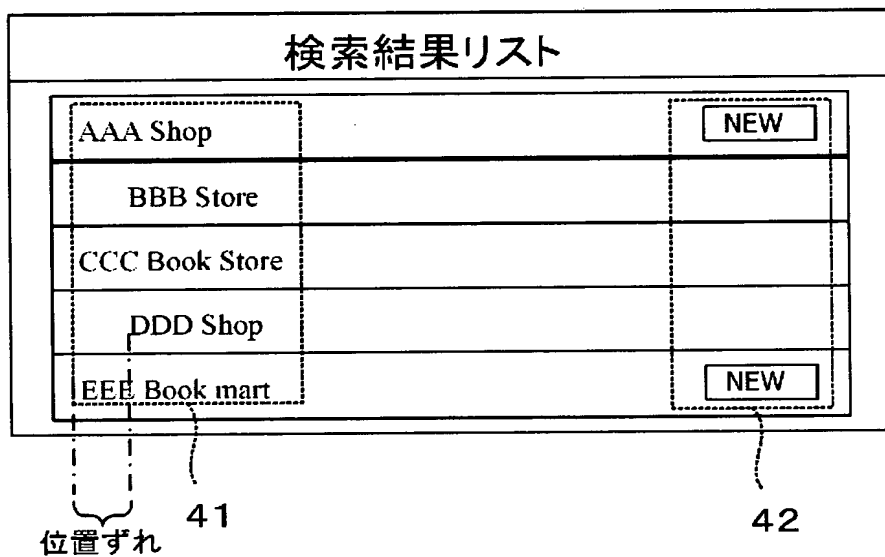 検索結果リスト
AAA Shop NEW
BBB Store
CCC Book Store
DDD Shop
EEE Book mart NEW
41 42
位置ずれ